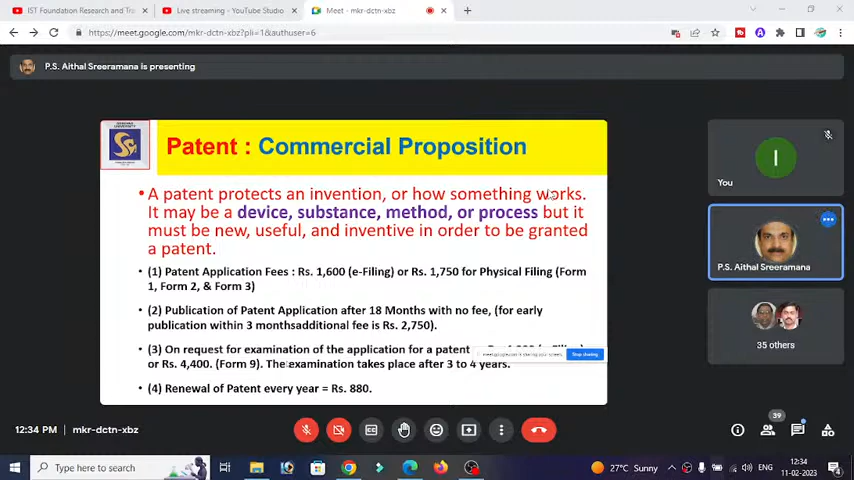 IST Foundation Research and Tra
Live streaming - YouTube Studio
Meet - mkr-dctn-xbz
https://meet.google.com/mkr-dctn-xbz?pli=1&authuser=6
P.S. Aithal Sreeramana is presenting
Patent : Commercial Proposition
• A patent protects an invention, or how something works.
It may be a device, substance, method, or process but it
must be new, useful, and inventive in order to be granted
a patent.
• (1) Patent Application Fees : Rs. 1,600 (e-Filing) or Rs. 1,750 for Physical Filing (Form
1, Form 2, & Form 3)
• (2) Publication of Patent Application after 18 Months with no fee, (for early
publication within 3 monthsadditional fee is Rs. 2,750).
• (3) On request for examination of the application for a patent
or Rs. 4,400. (Form 9). The examination takes place after 3 to 4 years.
• (4) Renewal of Patent every year = Rs. 880.
meet.google.com is sharing your screen.
Stop sharing
I
You
P.S. Aithal Sreeramana
35 others
12:34 PM | mkr-dctn-xbz
39
Type here to search
27°C Sunny
ENG
12:34
11-02-2023
4